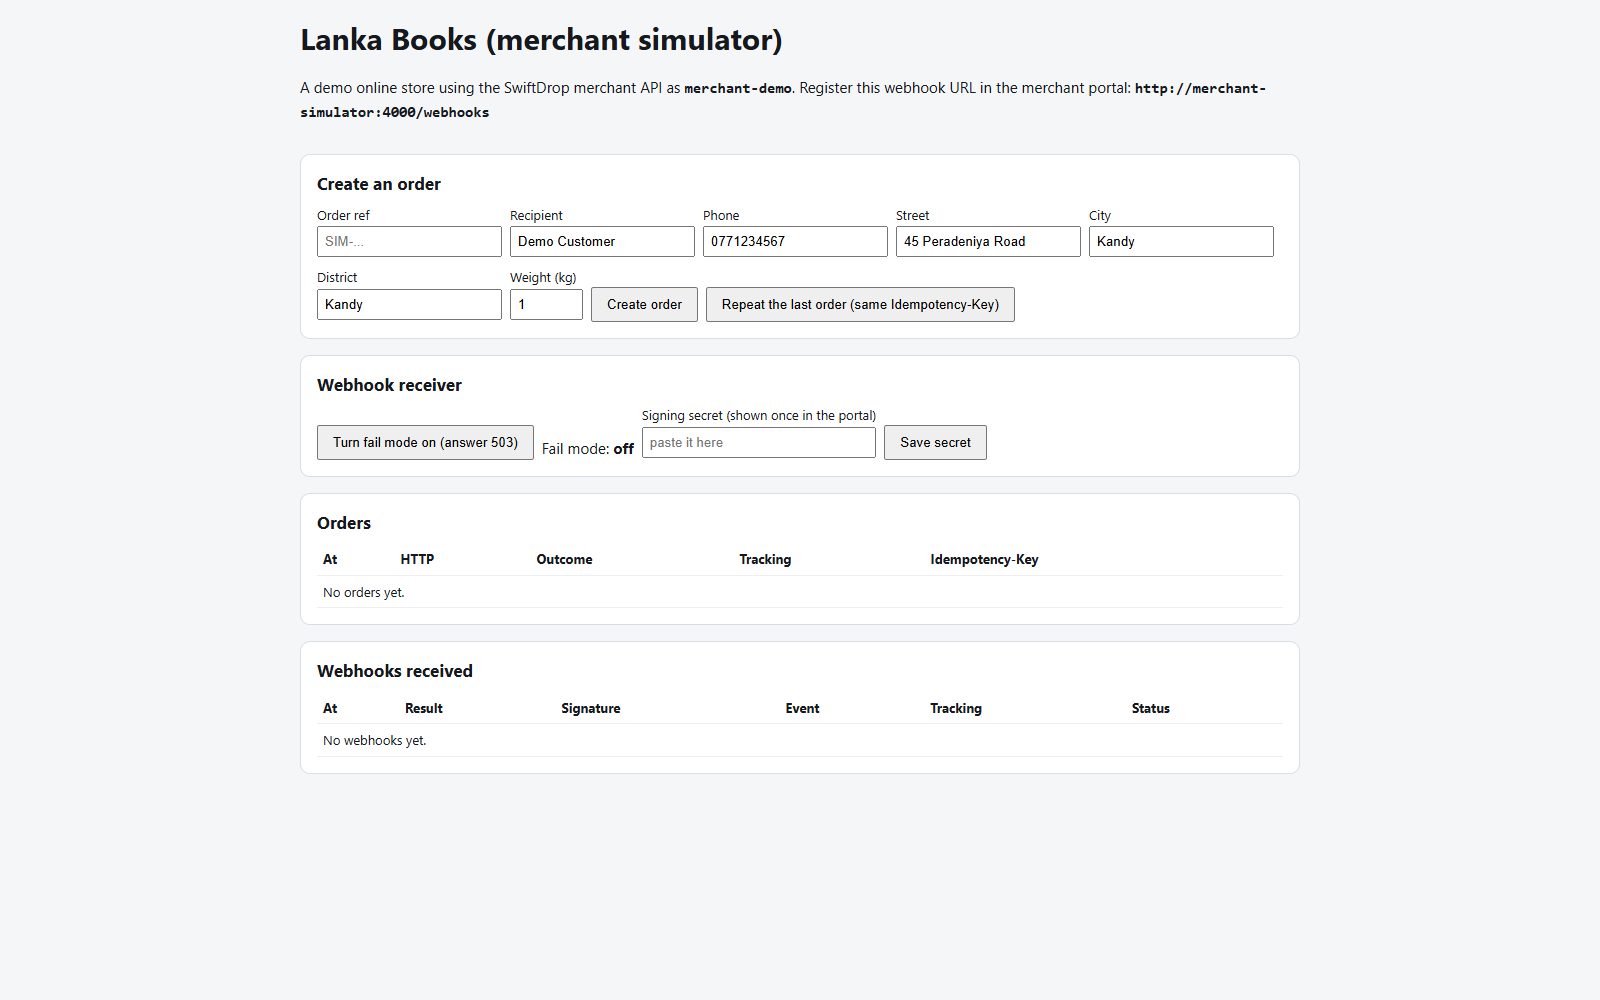 Lanka Books (merchant simulator)
A demo online store using the SwiftDrop merchant API as merchant-demo. Register this webhook URL in the merchant portal: http://merchant-
simulator:4000/webhooks
Create an order
Order ref Recipient Phone Street City
SIM-... Demo Customer 0771234567 45 Peradeniya Road Kandy
District Weight (kg)
Kandy 1 Create order Repeat the last order (same Idempotency-Key)
Webhook receiver
Signing secret (shown once in the portal)
Turn fail mode on (answer 503) Fail mode: off paste it here Save secret
Orders
At HTTP Outcome Tracking Idempotency-Key
No orders yet.
Webhooks received
At Result Signature Event Tracking Status
No webhooks yet.